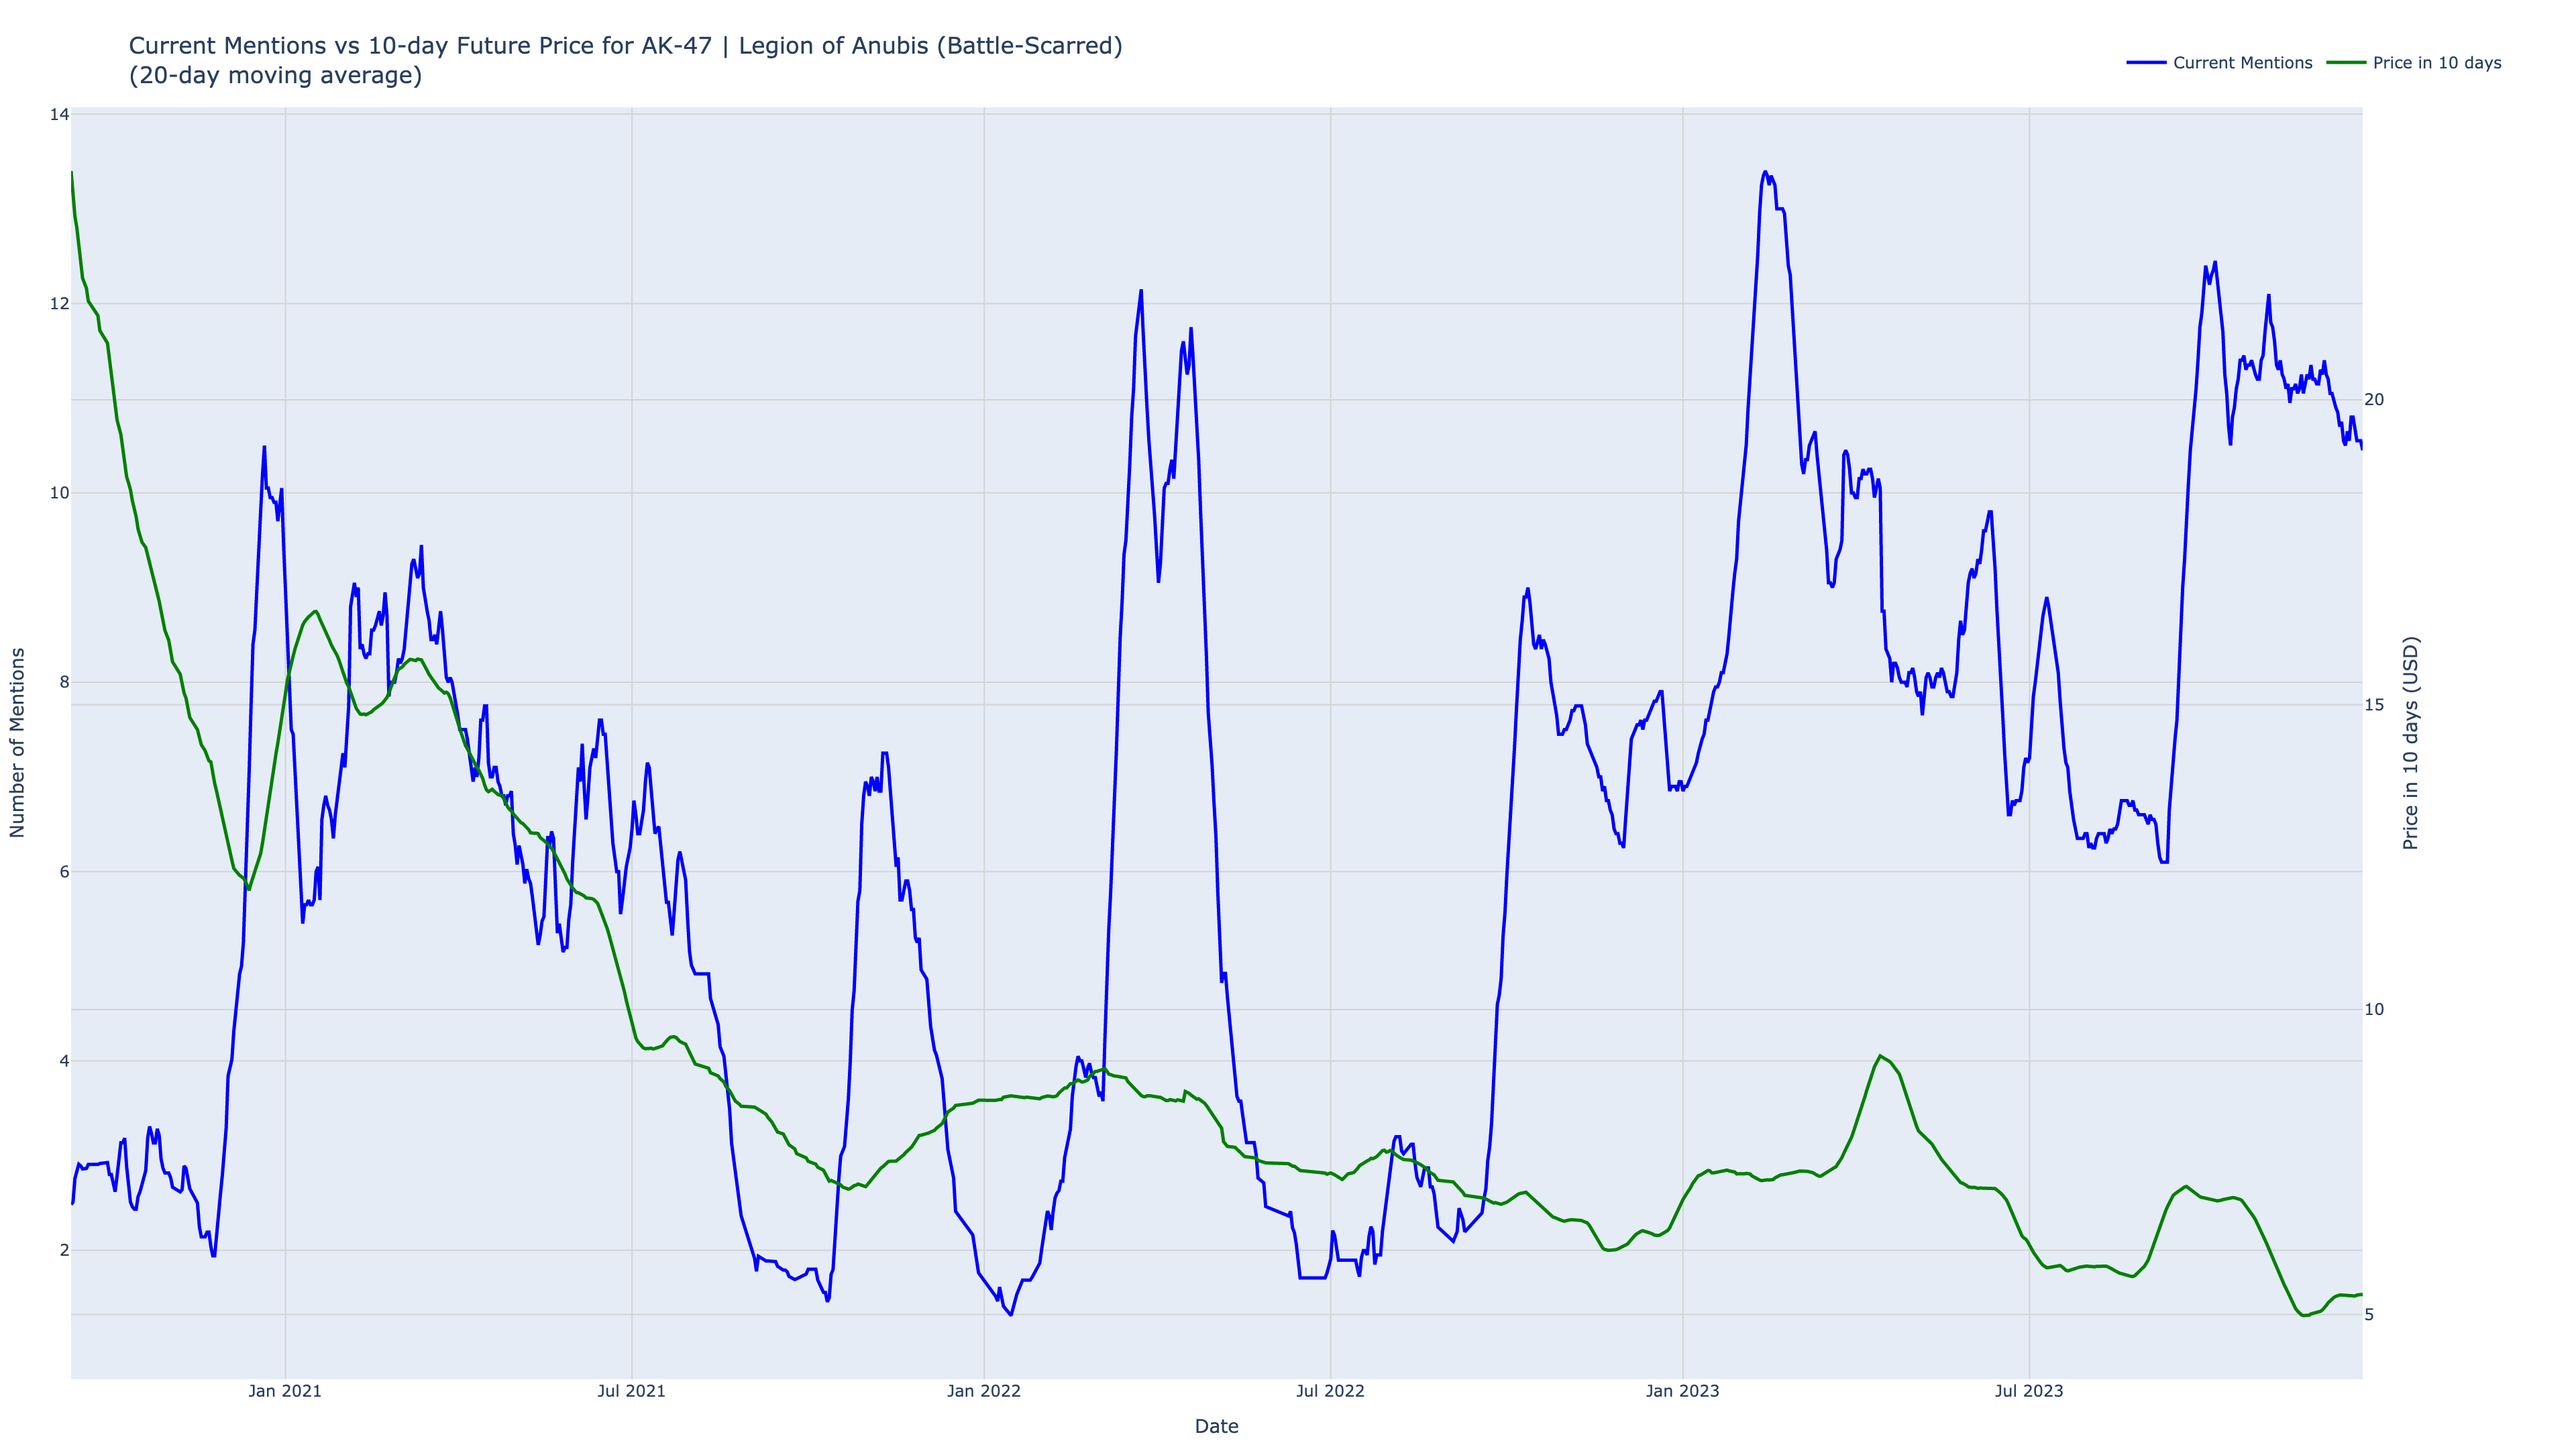 Current Mentions vs 10-day Future Price for AK-47 | Legion of Anubis (Battle-Scarred)
(20-day moving average)
Current Mentions
Price in 10 days
14
12
10
8
6
4
2
Number of Mentions
20
15
10
5
Price in 10 days (USD)
Jan 2021
Jul 2021
Jan 2022
Jul 2022
Jan 2023
Jul 2023
Date